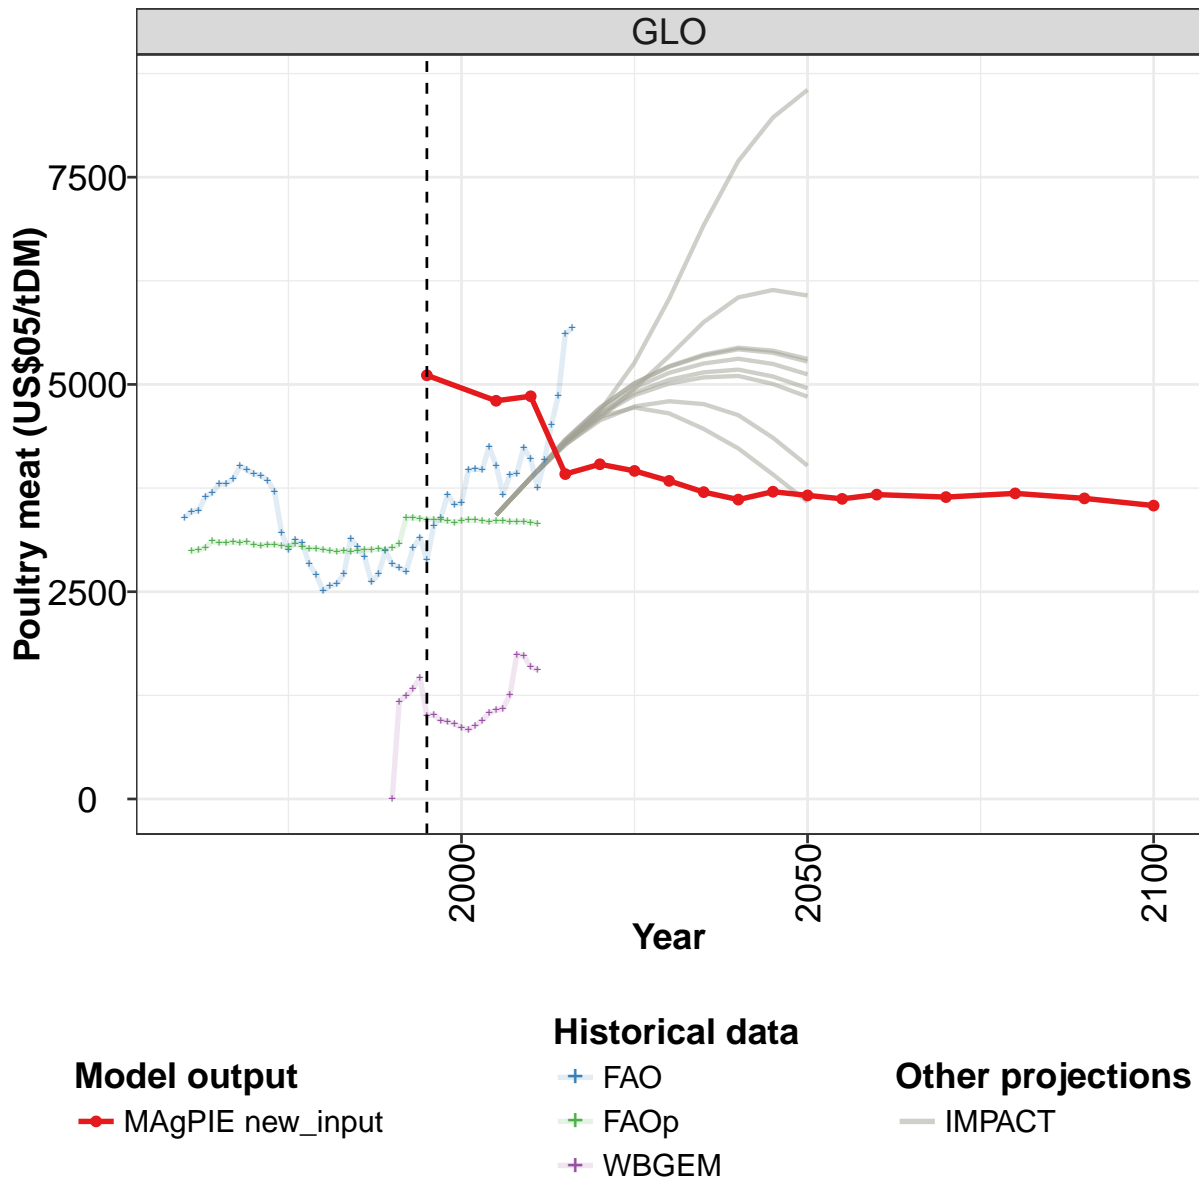 GLO
Poultry meat (US$05/tDM)
7500
5000
2500
0
2000
2050
2100
Year
Model output
MAgPIE new_input
Historical data
FAO
FAOp
WBGEM
Other projections
IMPACT